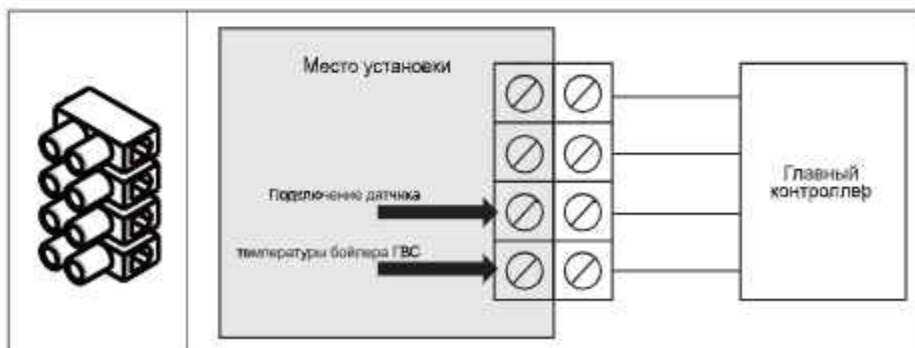 Место установки
Подключение датчика
температуры бойлера ГВС
Главный
контроллер